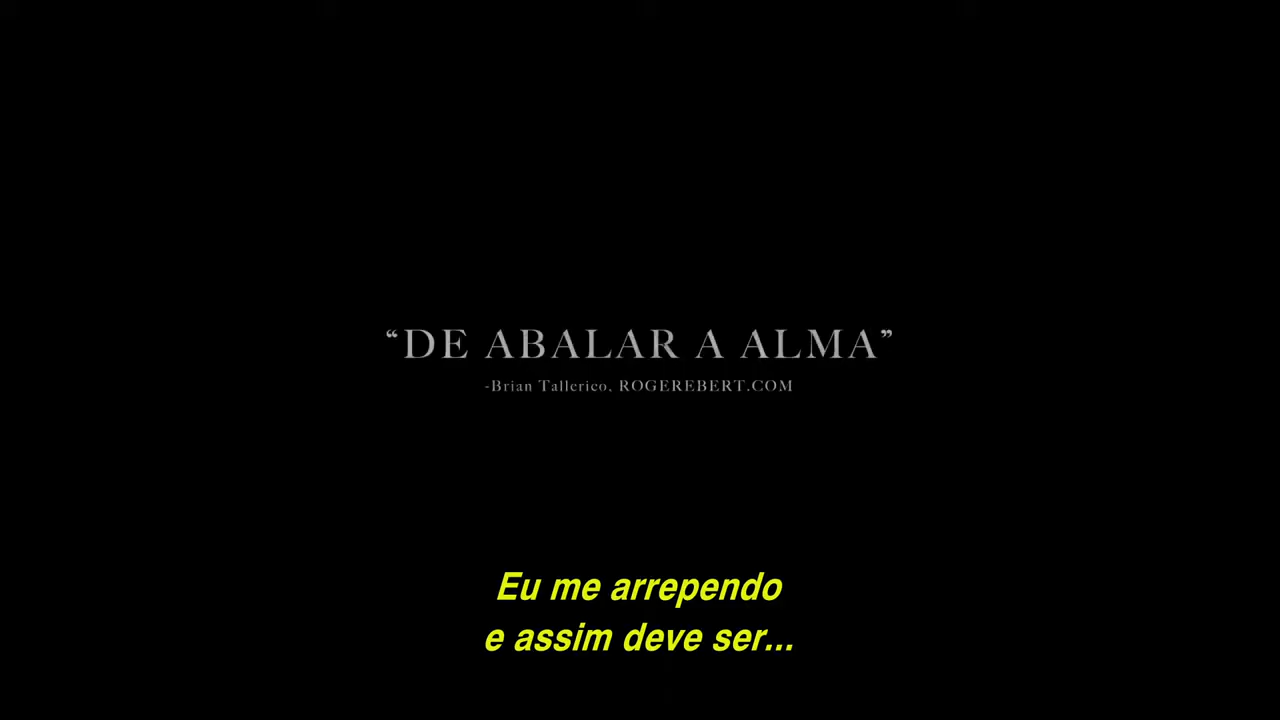 “DE ABALAR A ALMA”
-Brian Tallerico, ROGEREBERT.COM
Eu me arrependo
e assim deve ser...